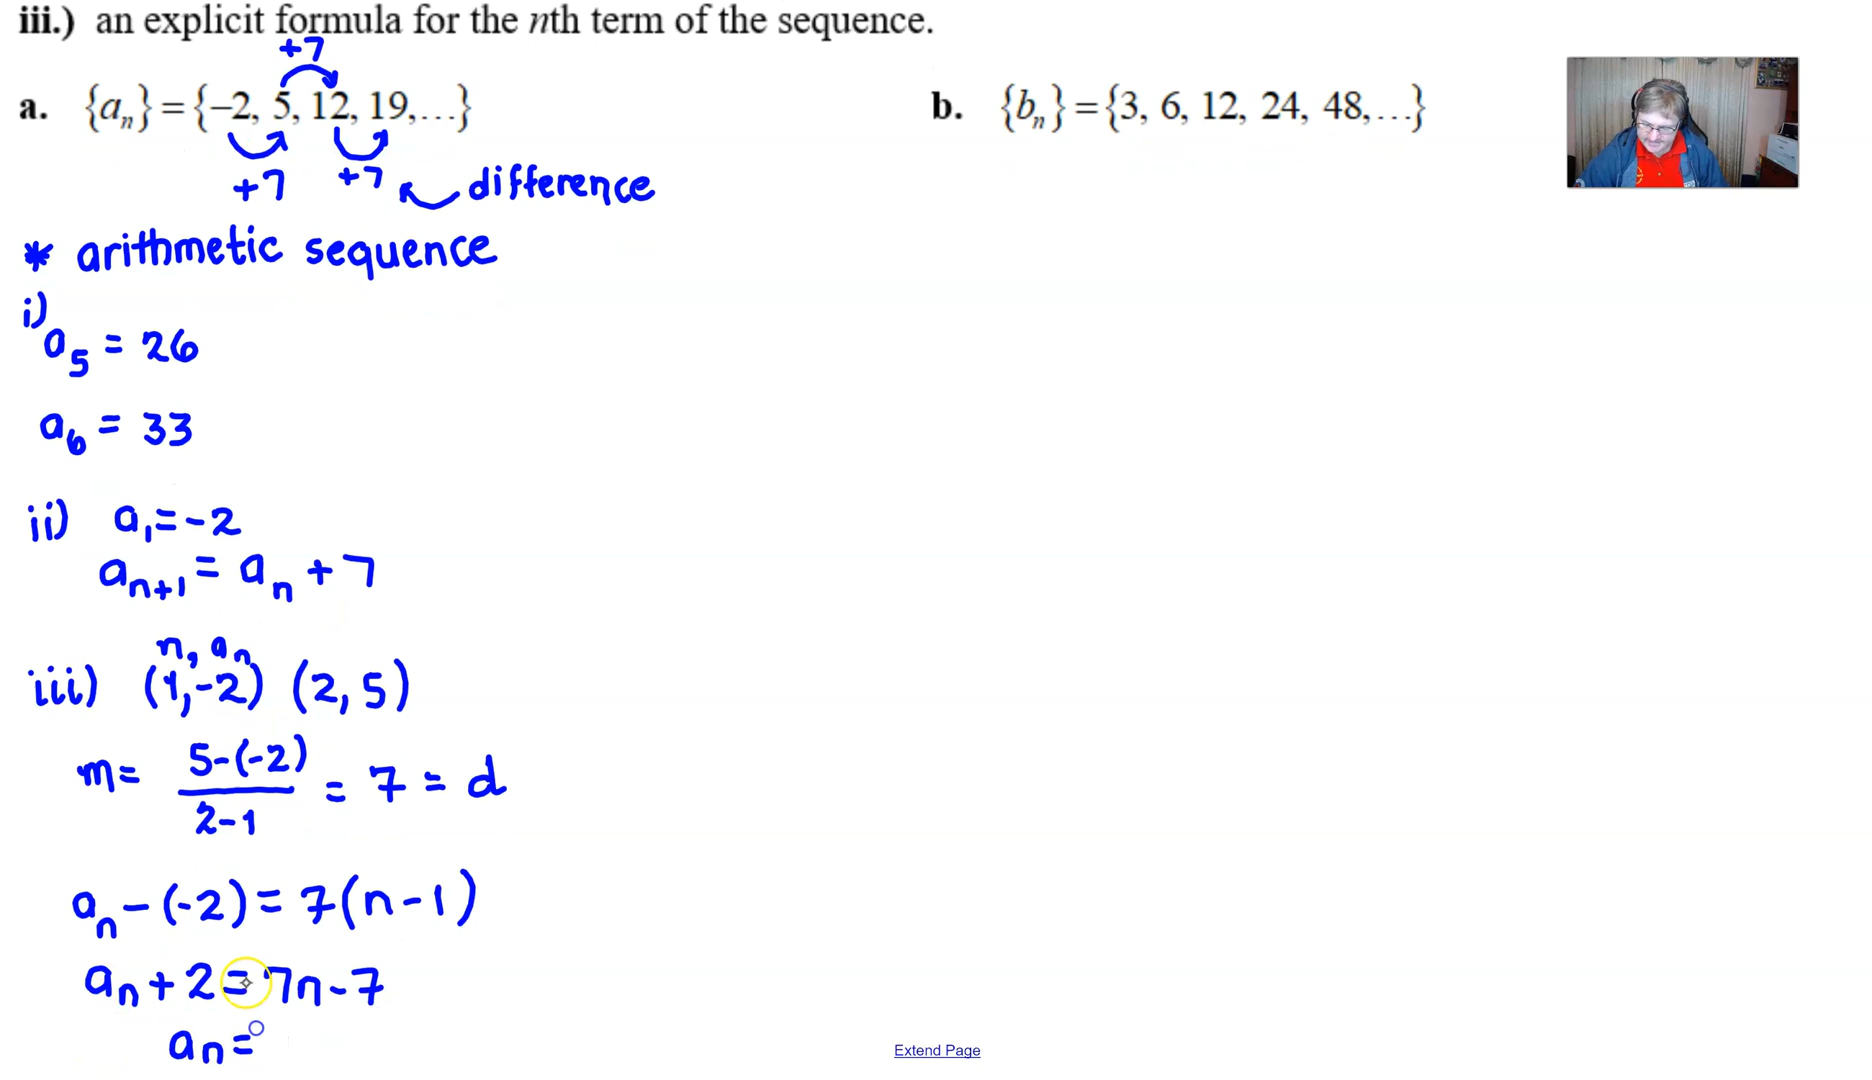 iii.) an explicit formula for the nth term of the sequence.
+7
a. {aₙ} = {−2, 5, 12, 19,…}
b. {bₙ} = {3, 6, 12, 24, 48,…}
+7 +7 difference
* arithmetic sequence
i)
a₅ = 26
a₆ = 33
ii) a₁ = -2
aₙ₊₁ = aₙ + 7
n, aₙ
iii) (1, -2) (2, 5)
m = \frac{5-(-2)}{2-1} = 7 = d
aₙ - (-2) = 7(n - 1)
aₙ + 2 = 7n - 7
aₙ =
Extend Page